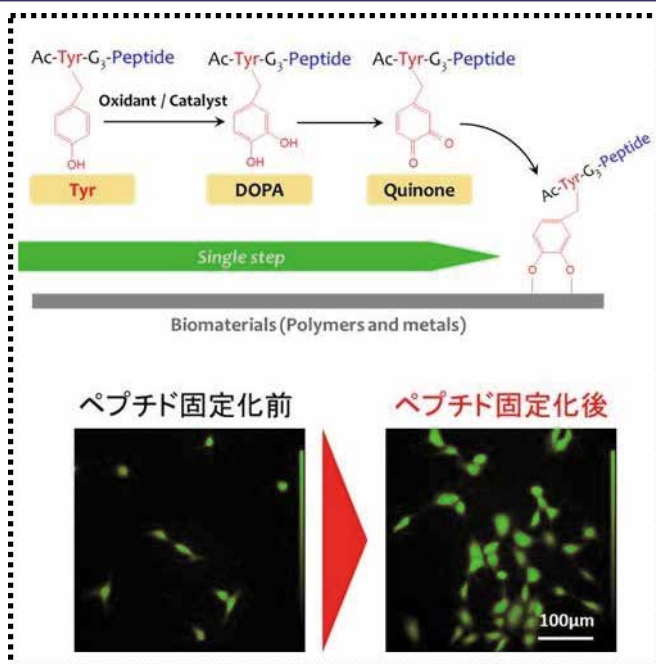 Ac-Tyr-G₃-Peptide Ac-Tyr-G₃-Peptide Ac-Tyr-G₃-Peptide
Oxidant / Catalyst
OH
OH
OH
O
O
Tyr DOPA Quinone
Ac-Tyr-G₃-Peptide
O O
Single step
Biomaterials (Polymers and metals)
ペプチド固定化前 ペプチド固定化後
100μm